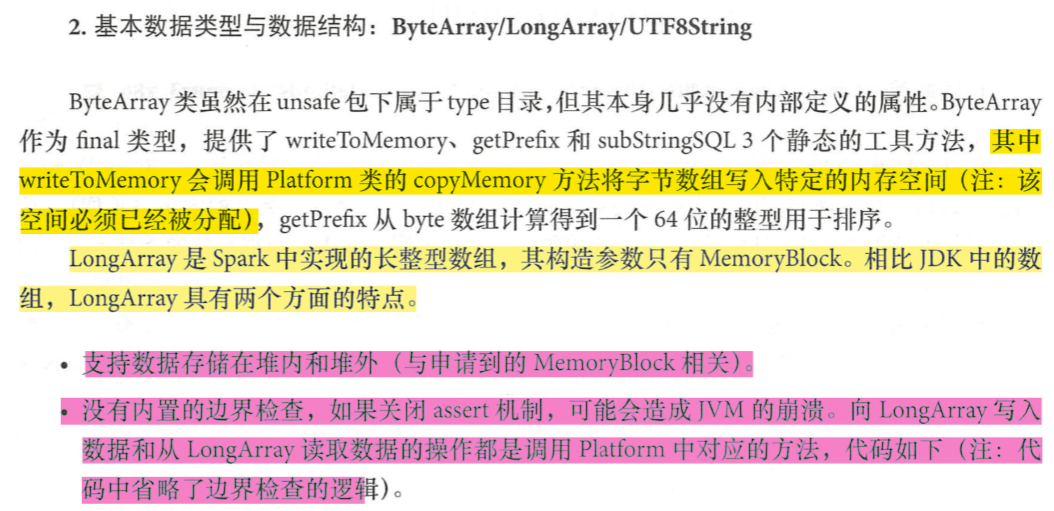 2. 基本数据类型与数据结构：ByteArray/LongArray/UTF8String
ByteArray 类虽然在 unsafe 包下属于 type 目录，但其本身几乎没有内部定义的属性。ByteArray
作为 final 类型，提供了 writeToMemory、getPrefix 和 subStringSQL 3 个静态的工具方法，其中
writeToMemory 会调用 Platform 类的 copyMemory 方法将字节数组写入特定的内存空间（注：该
空间必须已经被分配），getPrefix 从 byte 数组计算得到一个 64 位的整型用于排序。
LongArray 是 Spark 中实现的长整型数组，其构造参数只有 MemoryBlock。相比 JDK 中的数
组，LongArray 具有两个方面的特点。
• 支持数据存储在堆内和堆外（与申请到的 MemoryBlock 相关）。
• 没有内置的边界检查，如果关闭 assert 机制，可能会造成 JVM 的崩溃。向 LongArray 写入
数据和从 LongArray 读取数据的操作都是调用 Platform 中对应的方法，代码如下（注：代
码中省略了边界检查的逻辑）。